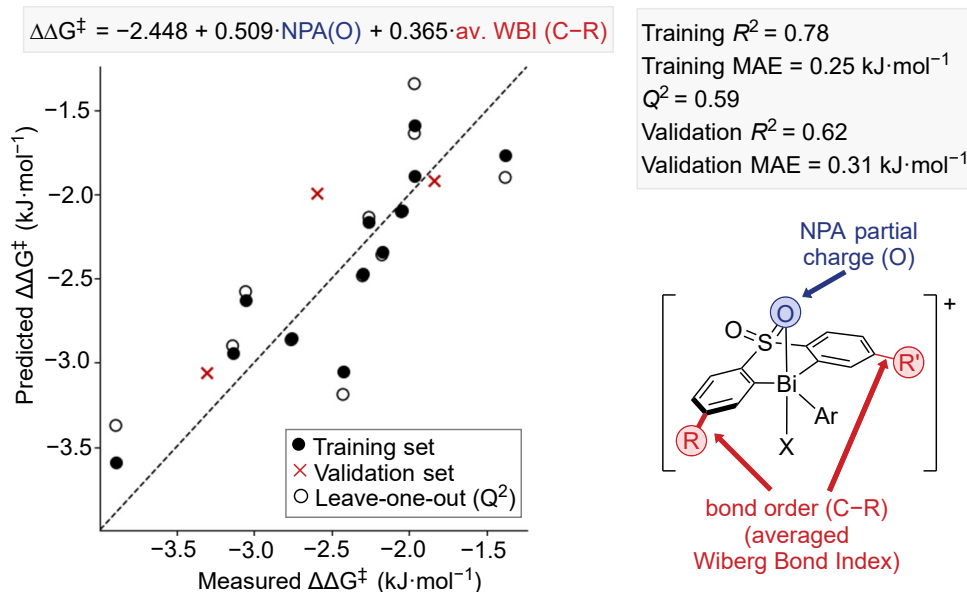 ΔΔG‡ = −2.448 + 0.509·NPA(O) + 0.365·av. WBI (C−R)
Training R² = 0.78
Training MAE = 0.25 kJ·mol⁻¹
Q² = 0.59
Validation R² = 0.62
Validation MAE = 0.31 kJ·mol⁻¹
Predicted ΔΔG‡ (kJ·mol⁻¹)
−1.5
−2.0
−2.5
−3.0
−3.5
Training set
Validation set
Leave-one-out (Q²)
−3.5 −3.0 −2.5 −2.0 −1.5
Measured ΔΔG‡ (kJ·mol⁻¹)
NPA partial
charge (O)
+
O
O
S
R'
Bi
Ar
R
X
bond order (C−R)
(averaged
Wiberg Bond Index)